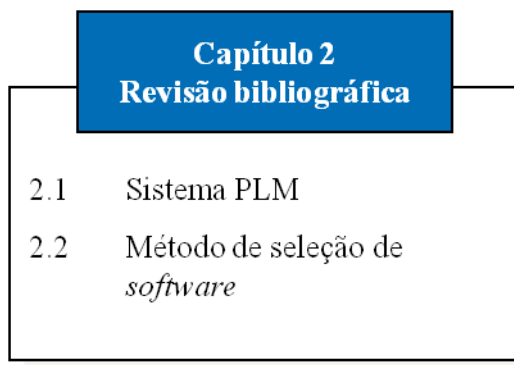 Capítulo 2
Revisão bibliográfica
2.1 Sistema PLM
2.2 Método de seleção de
software